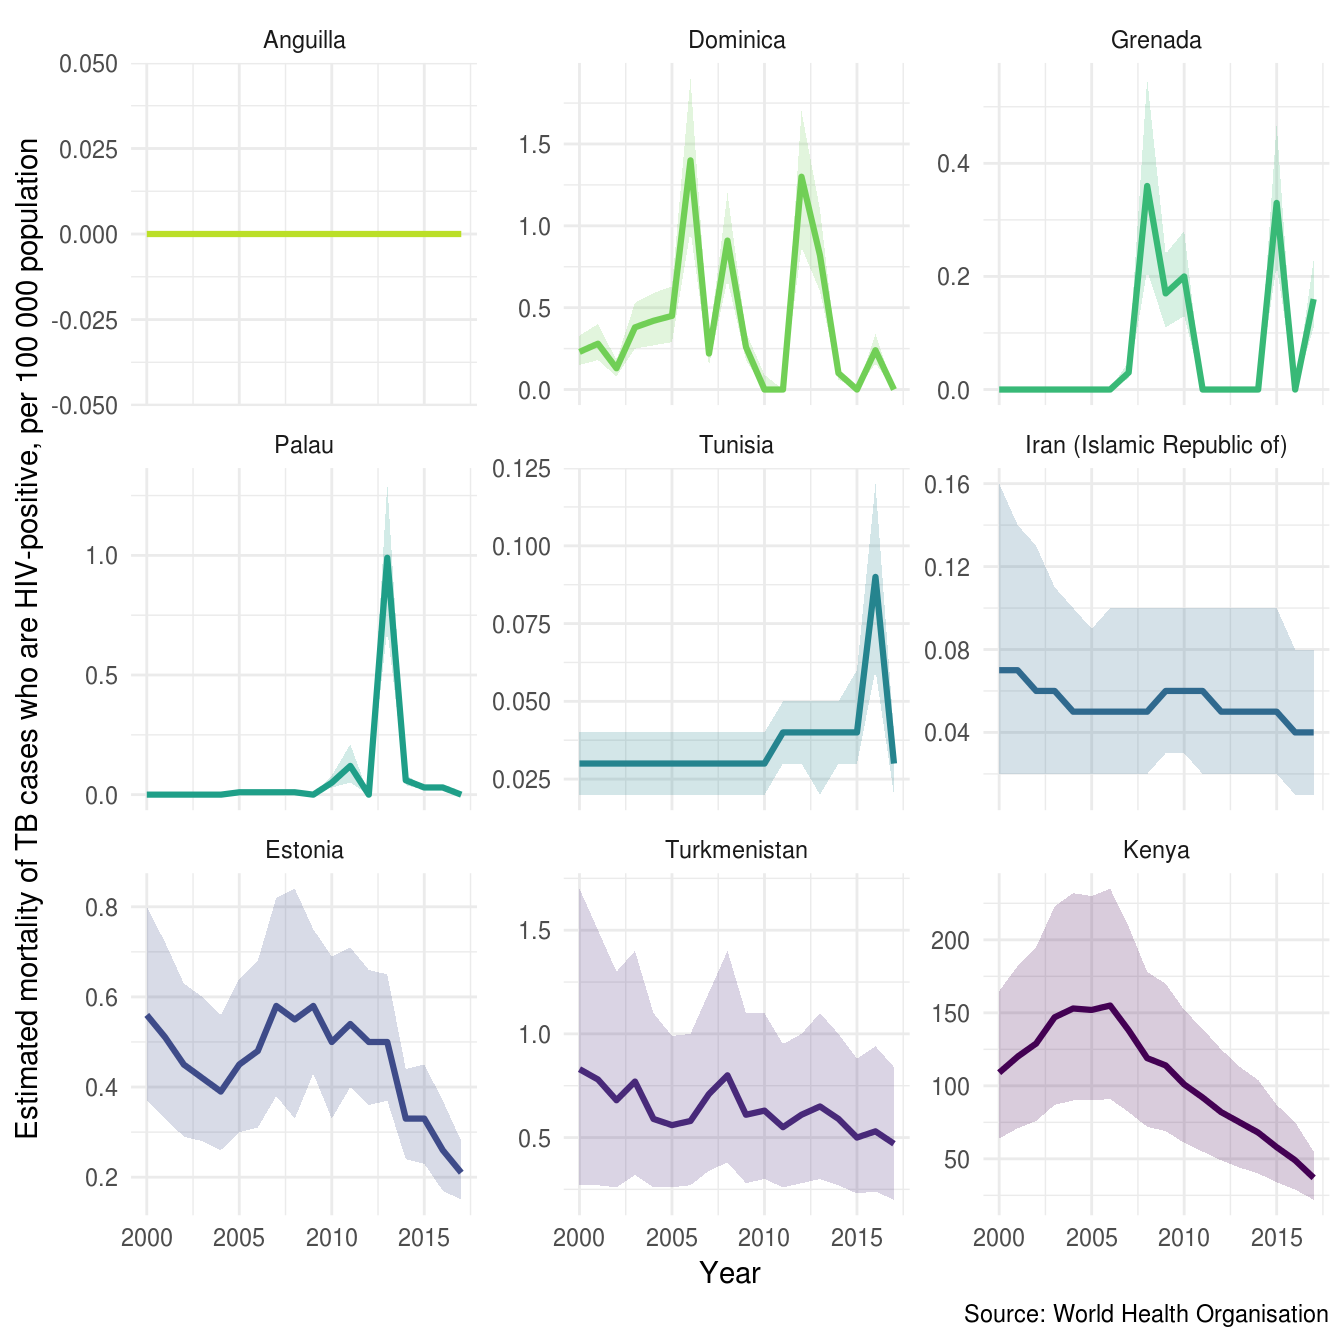 Anguilla
Dominica
Grenada
0.050
0.025
0.000
-0.025
-0.050
1.5
1.0
0.5
0.0
0.4
0.2
0.0
Palau
Tunisia
Iran (Islamic Republic of)
1.0
0.5
0.0
0.125
0.100
0.075
0.050
0.025
0.16
0.12
0.08
0.04
Estonia
Turkmenistan
Kenya
0.8
0.6
0.4
0.2
1.5
1.0
0.5
200
150
100
50
2000 2005 2010 2015
2000 2005 2010 2015
2000 2005 2010 2015
Estimated mortality of TB cases who are HIV-positive, per 100 000 population
Year
Source: World Health Organisation